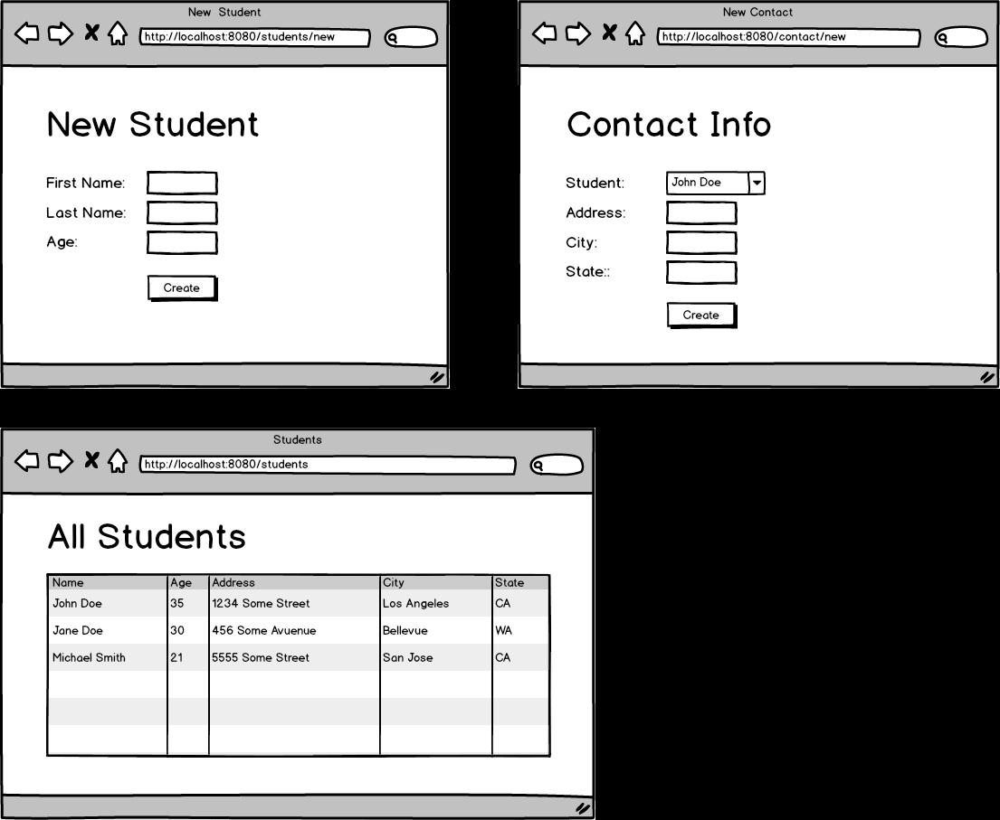 New Student
http://localhost:8080/students/new
New Student
First Name:
Last Name:
Age:
Create
New Contact
http://localhost:8080/contact/new
Contact Info
Student: John Doe
Address:
City:
State::
Create
Students
http://localhost:8080/students
All Students
Name Age Address City State
John Doe 35 1234 Some Street Los Angeles CA
Jane Doe 30 456 Some Avuenue Bellevue WA
Michael Smith 21 5555 Some Street San Jose CA